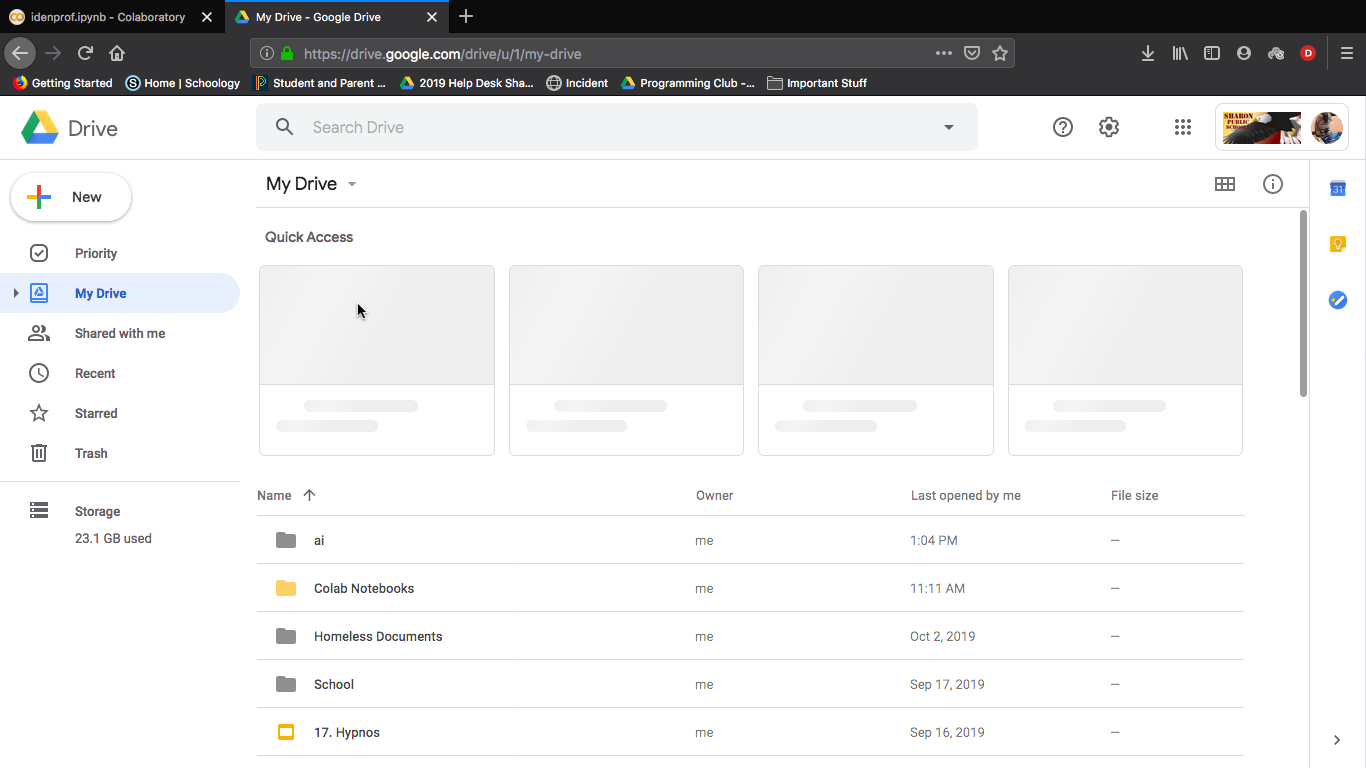 idenprof.ipynb - Colaboratory
My Drive - Google Drive
https://drive.google.com/drive/u/1/my-drive
D
Getting Started
Home | Schoology
Student and Parent ...
2019 Help Desk Sha...
Incident
Programming Club -...
Important Stuff
Drive
Search Drive
SHARON
PUBLIC
SCHOOLS
New
My Drive
31
Quick Access
Priority
My Drive
Shared with me
Recent
Starred
Trash
Storage
23.1 GB used
Name Owner Last opened by me File size
ai me 1:04 PM —
Colab Notebooks me 11:11 AM —
Homeless Documents me Oct 2, 2019 —
School me Sep 17, 2019 —
17. Hypnos me Sep 16, 2019 —